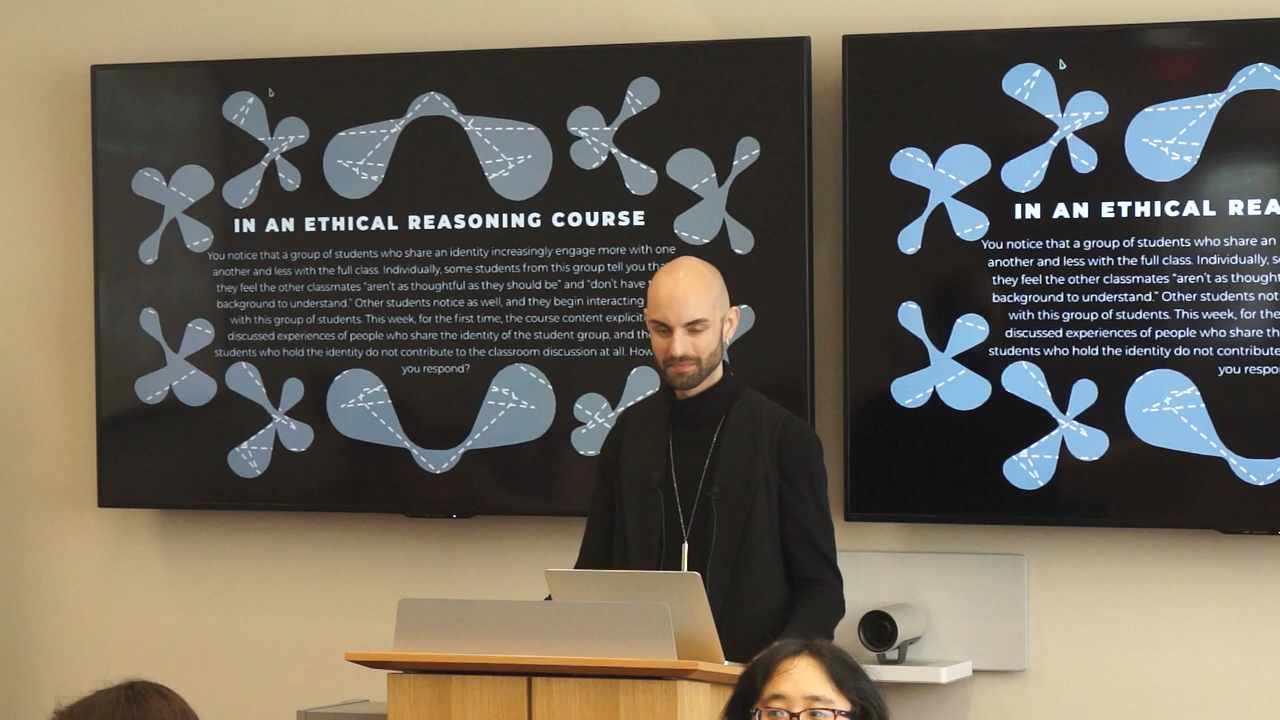 IN AN ETHICAL REASONING COURSE
You notice that a group of students who share an identity increasingly engage more with one
another and less with the full class. Individually, some students from this group tell you tha
they feel the other classmates “aren’t as thoughtful as they should be” and “don’t have
background to understand.” Other students notice as well, and they begin interacting
with this group of students. This week, for the first time, the course content explicit
discussed experiences of people who share the identity of the student group, and th
students who hold the identity do not contribute to the classroom discussion at all. How
you respond?
IN AN ETHICAL REA
You notice that a group of students who share an
another and less with the full class. Individually, so
they feel the other classmates “aren’t as thought
background to understand.” Other students not
with this group of students. This week, for the
discussed experiences of people who share th
students who hold the identity do not contribute
you respo